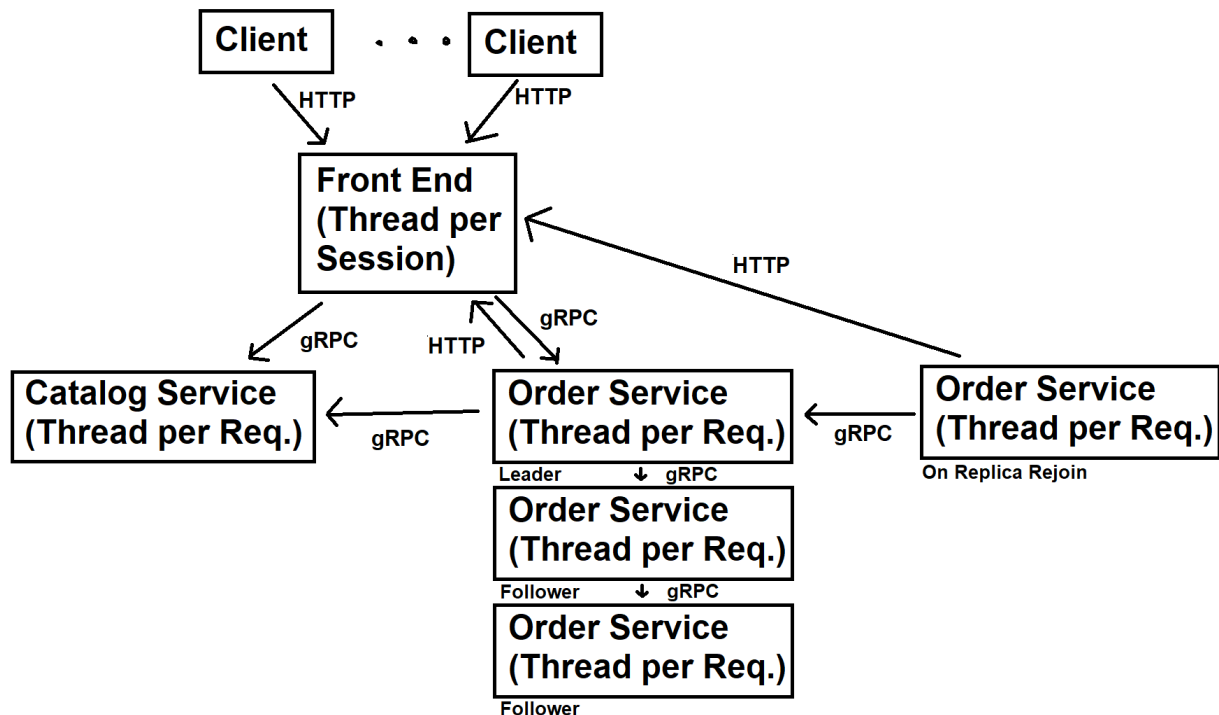 Client
Client
HTTP
HTTP
Front End
(Thread per
Session)
HTTP
gRPC
gRPC
HTTP
Catalog Service
(Thread per Req.)
gRPC
Order Service
(Thread per Req.)
gRPC
Order Service
(Thread per Req.)
On Replica Rejoin
Leader
gRPC
Order Service
(Thread per Req.)
Follower
gRPC
Order Service
(Thread per Req.)
Follower